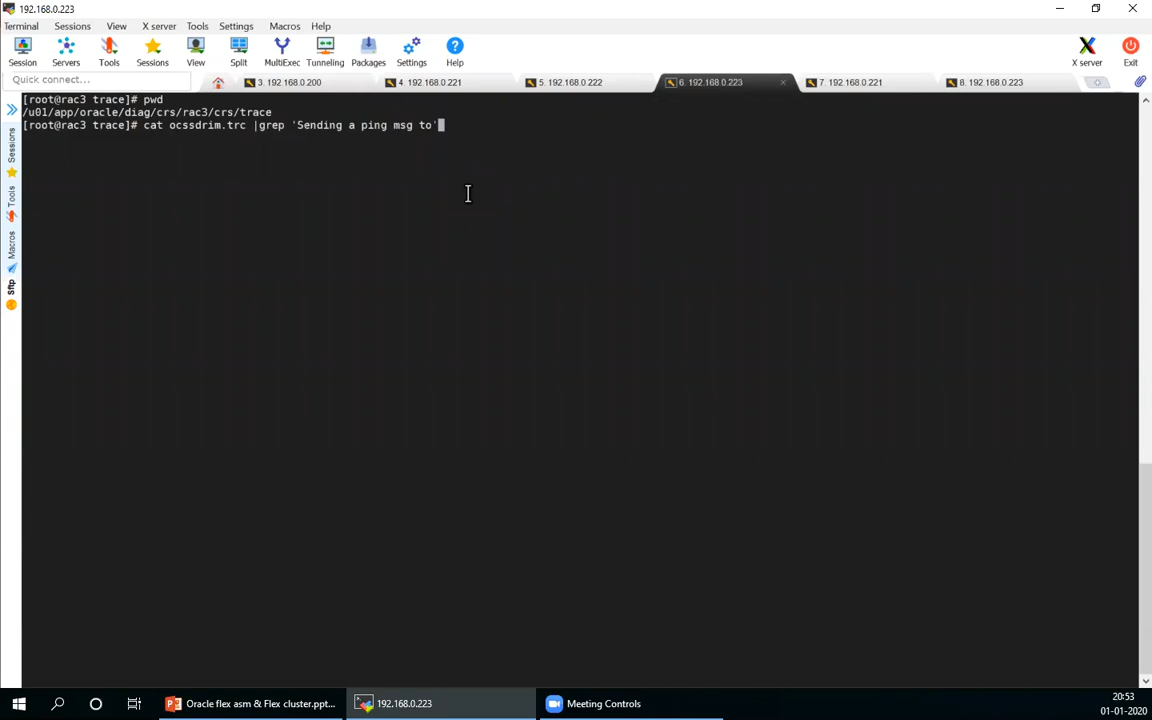 192.168.0.223
Terminal Sessions View X server Tools Settings Macros Help
Session Servers Tools Sessions View Split MultiExec Tunneling Packages Settings Help X server Exit
Quick connect... 3. 192.168.0.200 4. 192.168.0.221 5. 192.168.0.222 6. 192.168.0.223 7. 192.168.0.221 8. 192.168.0.223
[root@rac3 trace]# pwd
/u01/app/oracle/diag/crs/rac3/crs/trace
[root@rac3 trace]# cat ocssdrim.trc |grep 'Sending a ping msg to'
Sessions
Tools
Macros
Sftp
Oracle flex asm & Flex cluster.ppt... 192.168.0.223 Meeting Controls
20:53
01-01-2020